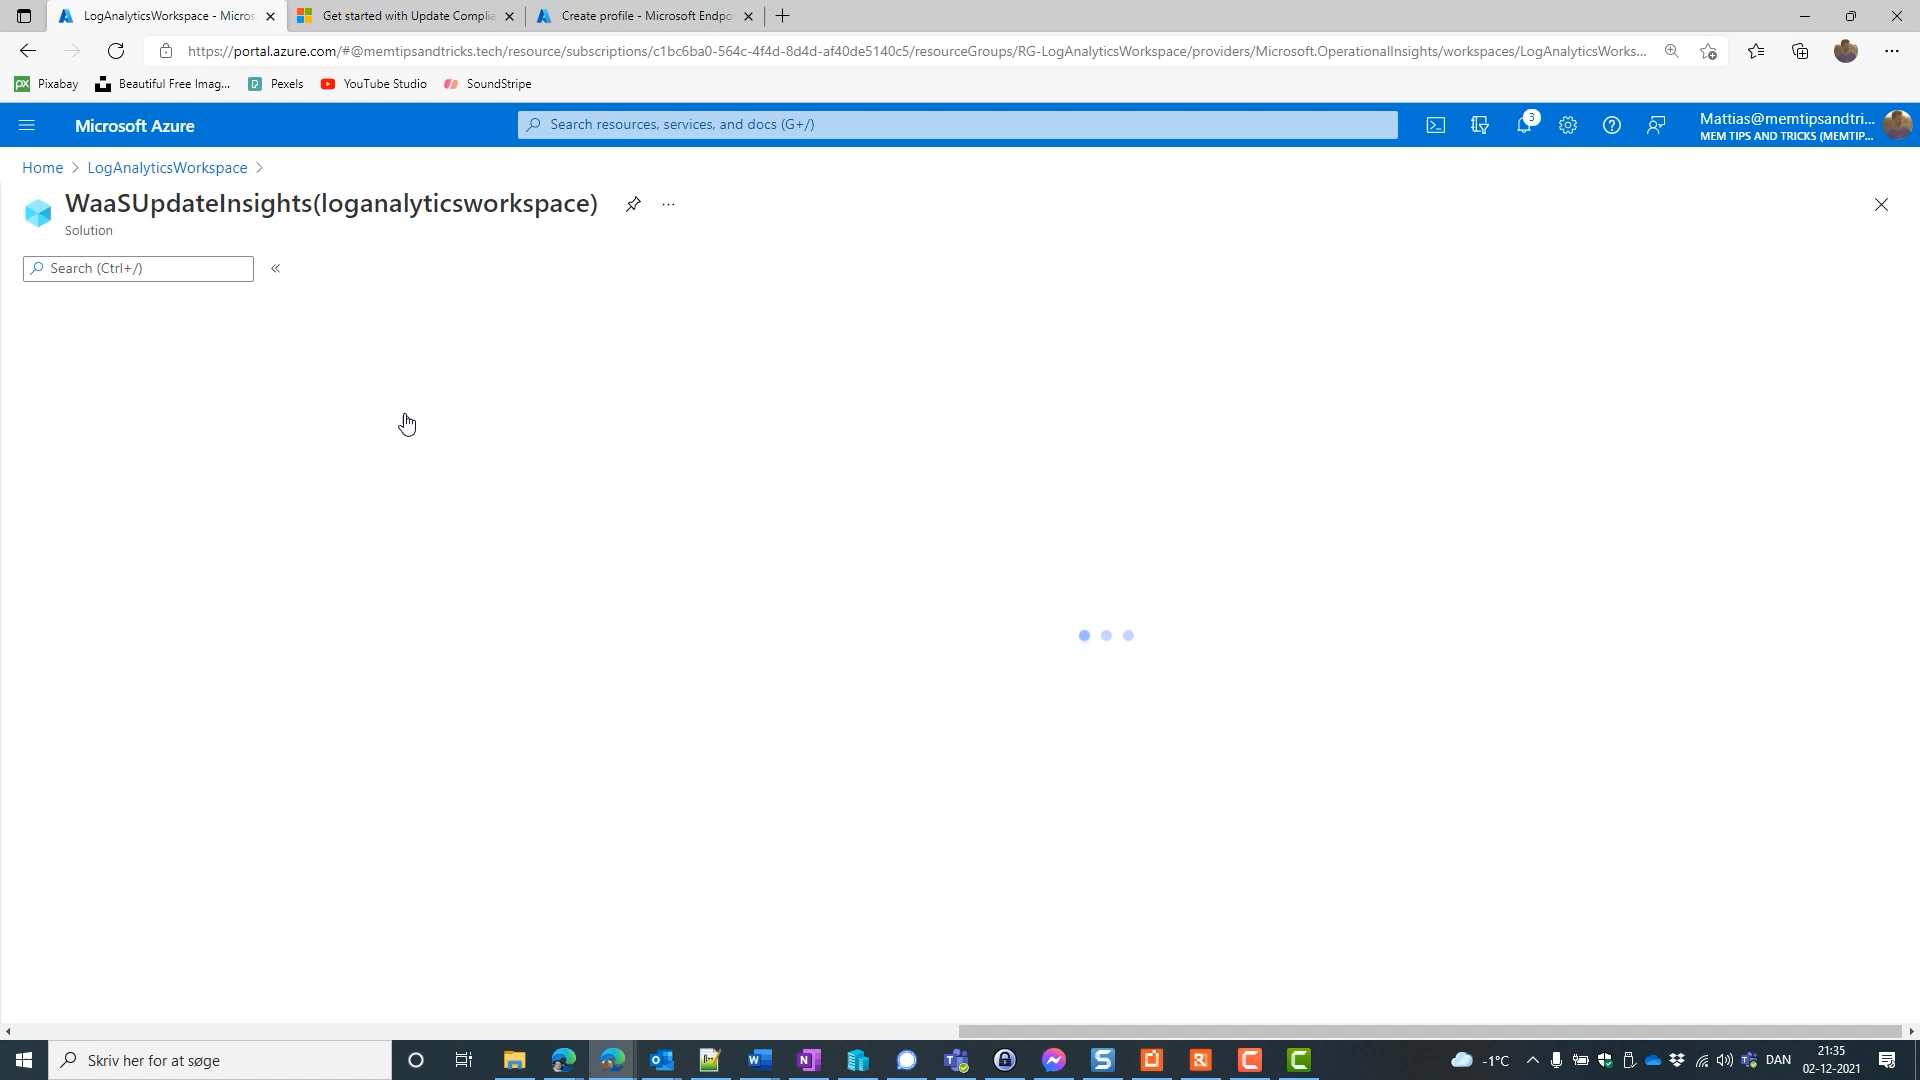 LogAnalyticsWorkspace - Micros
Get started with Update Complia
Create profile - Microsoft Endpo
https://portal.azure.com/#@memtipsandtricks.tech/resource/subscriptions/c1bc6ba0-564c-4f4d-8d4d-af40de5140c5/resourceGroups/RG-LogAnalyticsWorkspace/providers/Microsoft.OperationalInsights/workspaces/LogAnalyticsWorks...
px Pixabay
Beautiful Free Imag...
Pexels
YouTube Studio
SoundStripe
Microsoft Azure
Search resources, services, and docs (G+/)
3
Mattias@memtipsandtri...
MEM TIPS AND TRICKS (MEMTIP...
Home > LogAnalyticsWorkspace >
WaaSUpdateInsights(loganalyticsworkspace)
Solution
Search (Ctrl+/)
Skriv her for at søge
-1°C
DAN
21:35
02-12-2021